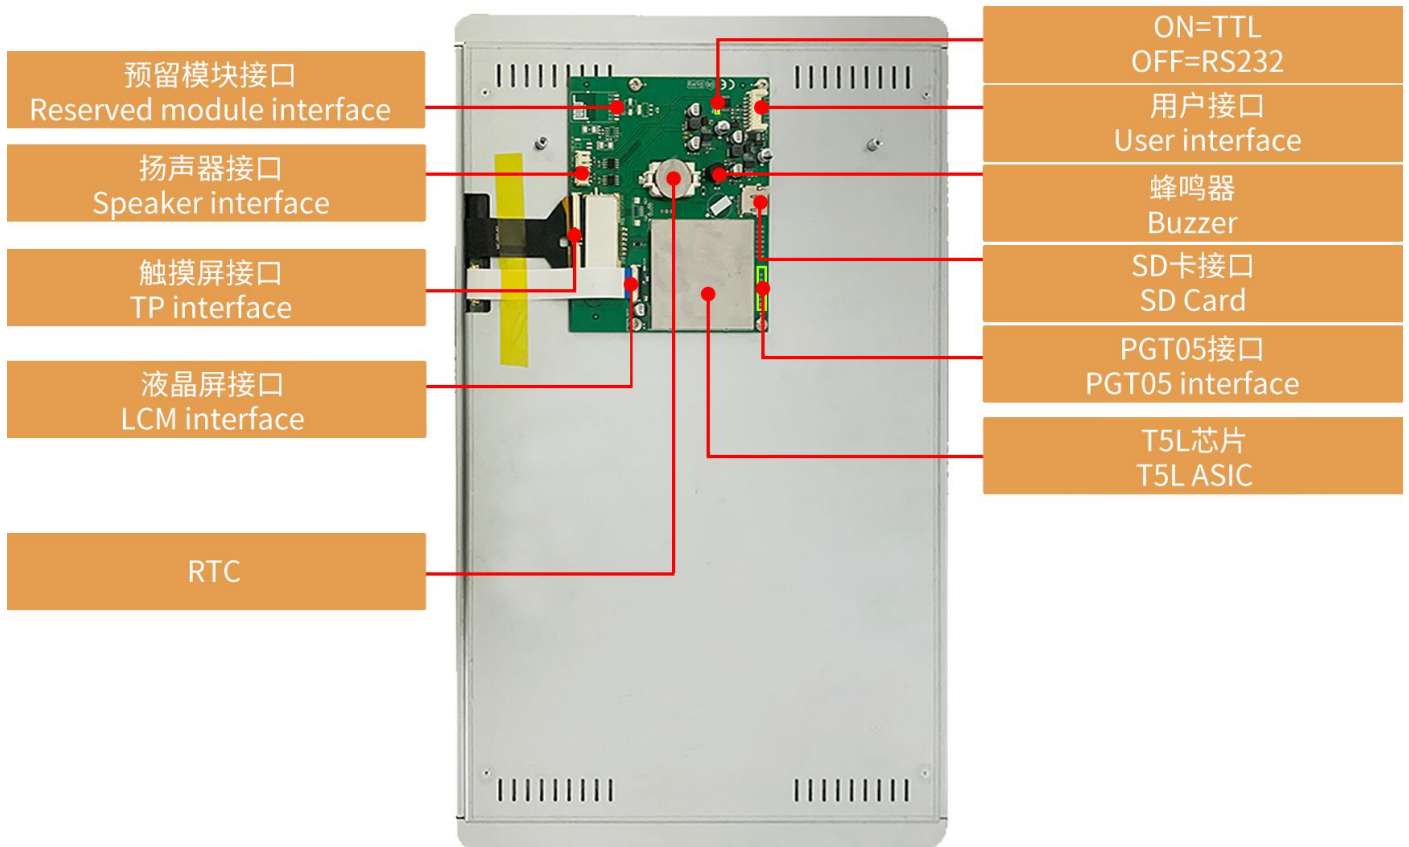 预留模块接口
Reserved module interface
扬声器接口
Speaker interface
触摸屏接口
TP interface
液晶屏接口
LCM interface
RTC
ON=TTL
OFF=RS232
用户接口
User interface
蜂鸣器
Buzzer
SD卡接口
SD Card
PGT05接口
PGT05 interface
T5L芯片
T5L ASIC